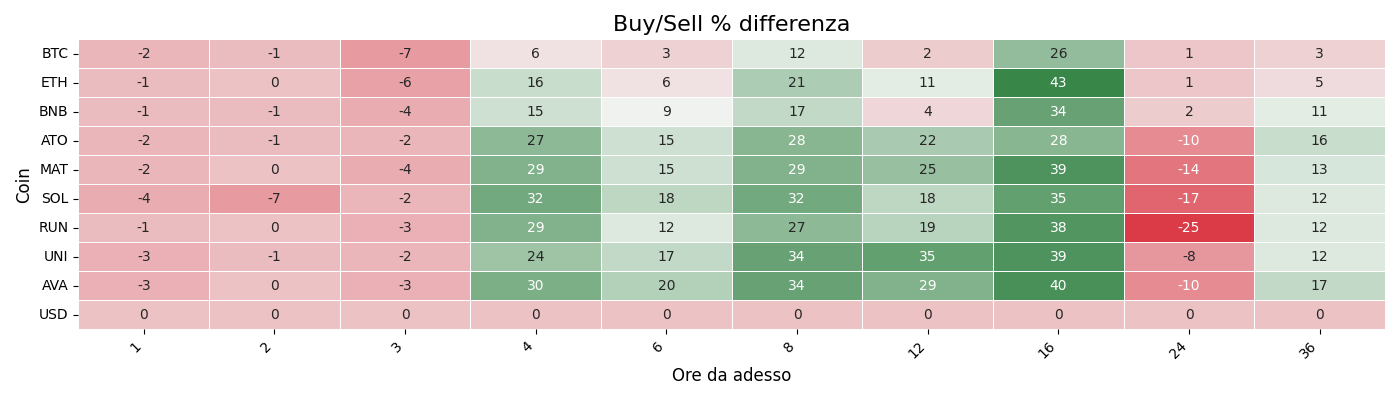 Buy/Sell % differenza
Coin
BTC -2 -1 -7 6 3 12 2 26 1 3
ETH -1 0 -6 16 6 21 11 43 1 5
BNB -1 -1 -4 15 9 17 4 34 2 11
ATO -2 -1 -2 27 15 28 22 28 -10 16
MAT -2 0 -4 29 15 29 25 39 -14 13
SOL -4 -7 -2 32 18 32 18 35 -17 12
RUN -1 0 -3 29 12 27 19 38 -25 12
UNI -3 -1 -2 24 17 34 35 39 -8 12
AVA -3 0 -3 30 20 34 29 40 -10 17
USD 0 0 0 0 0 0 0 0 0 0
1 2 3 4 6 8 12 16 24 36
Ore da adesso